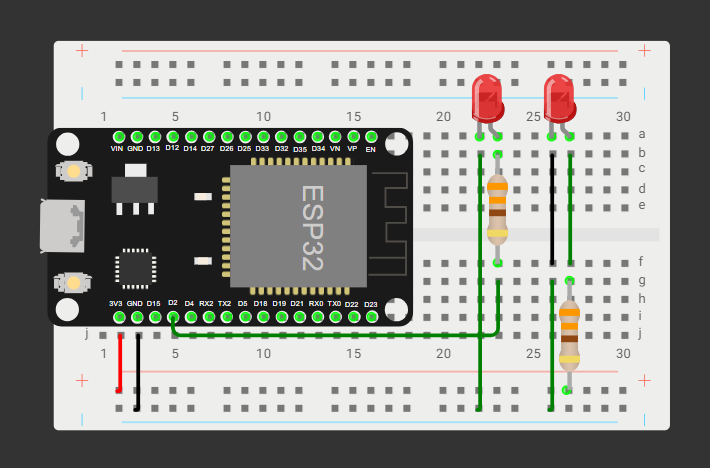 1 5 10 15 20 25 30
a
VIN GND D13 D12 D14 D27 D26 D25 D33 D32 D35 D34 VN VP EN
b
c
d
e
ESP32
f
g
h
3V3 GND D15 D2 D4 RX2 TX2 D5 D18 D19 D21 RX0 TX0 D22 D23
i
j j
1 5 10 15 20 25 30